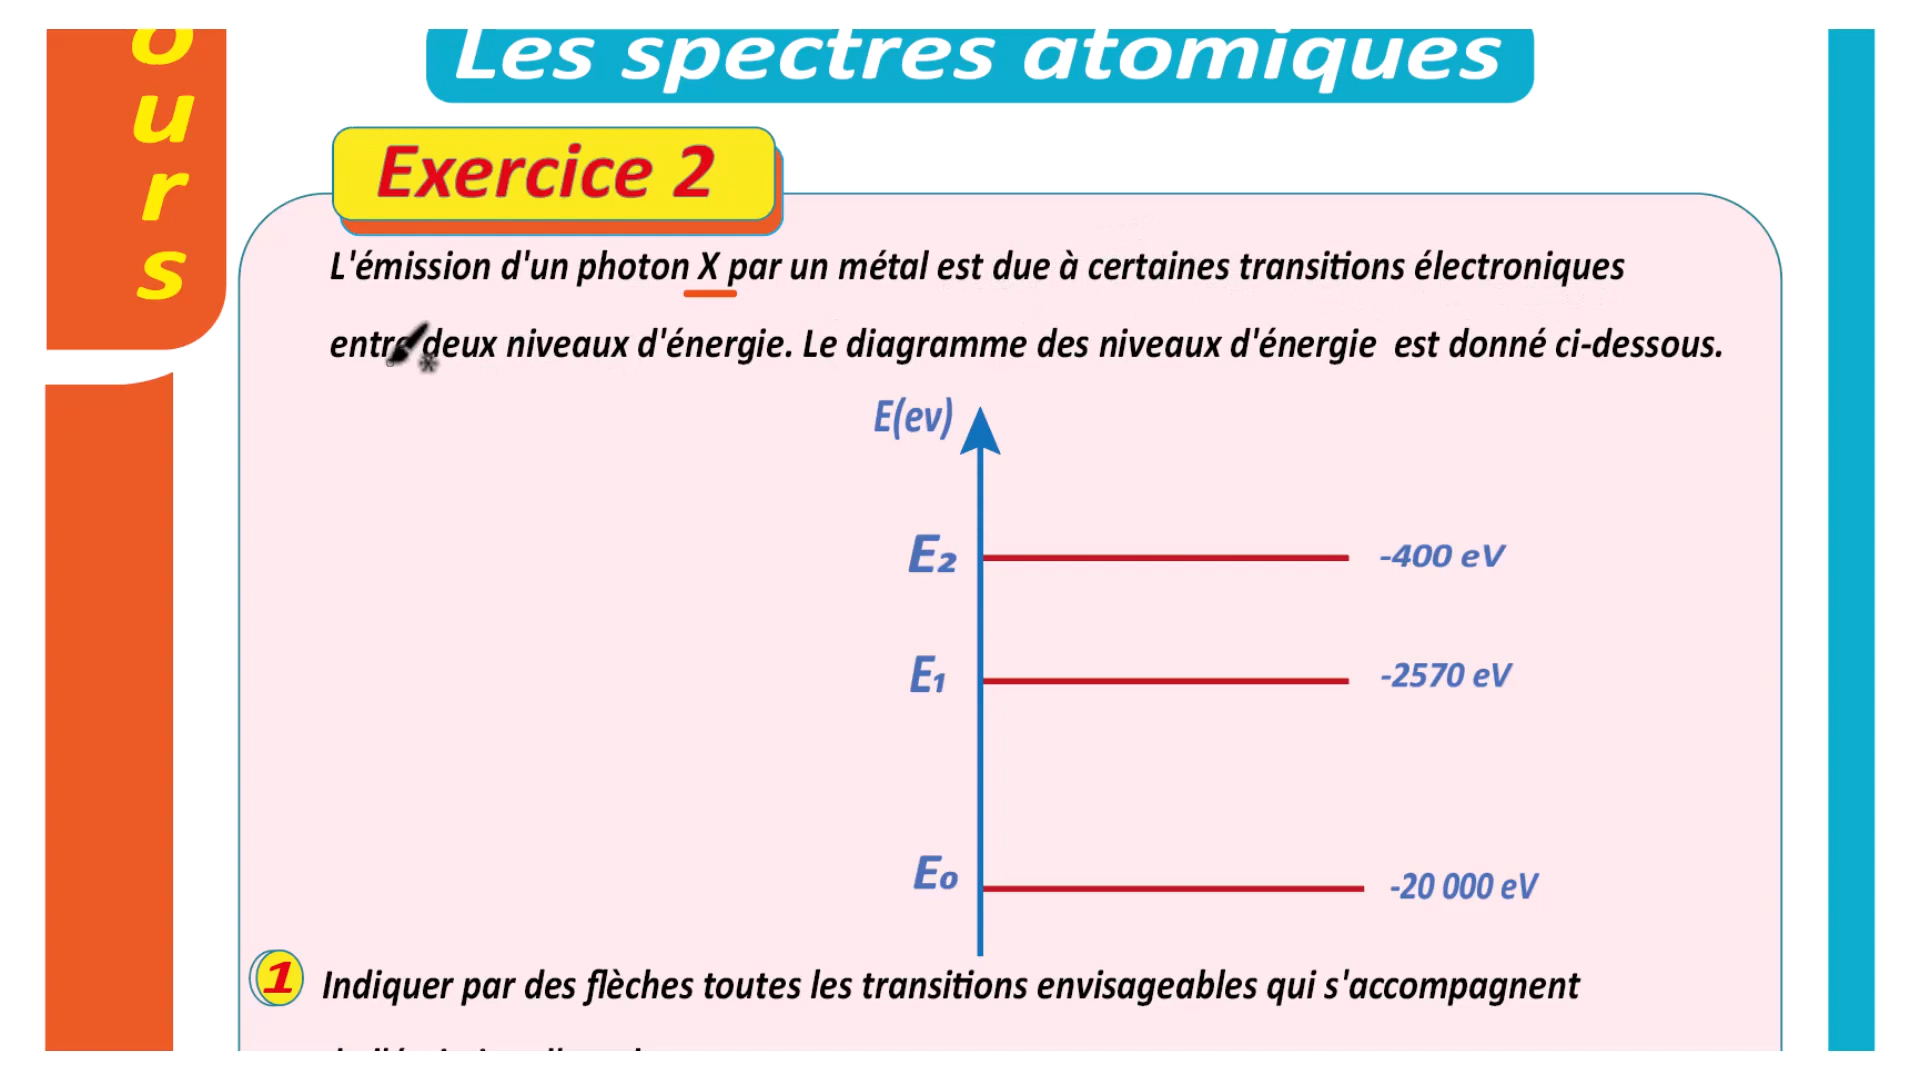 Les spectres atomiques
ours
Exercice 2
L'émission d'un photon X par un métal est due à certaines transitions électroniques
entre deux niveaux d'énergie. Le diagramme des niveaux d'énergie est donné ci-dessous.
E(ev)
E₂ -400 eV
E₁ -2570 eV
E₀ -20 000 eV
1 Indiquer par des flèches toutes les transitions envisageables qui s'accompagnent